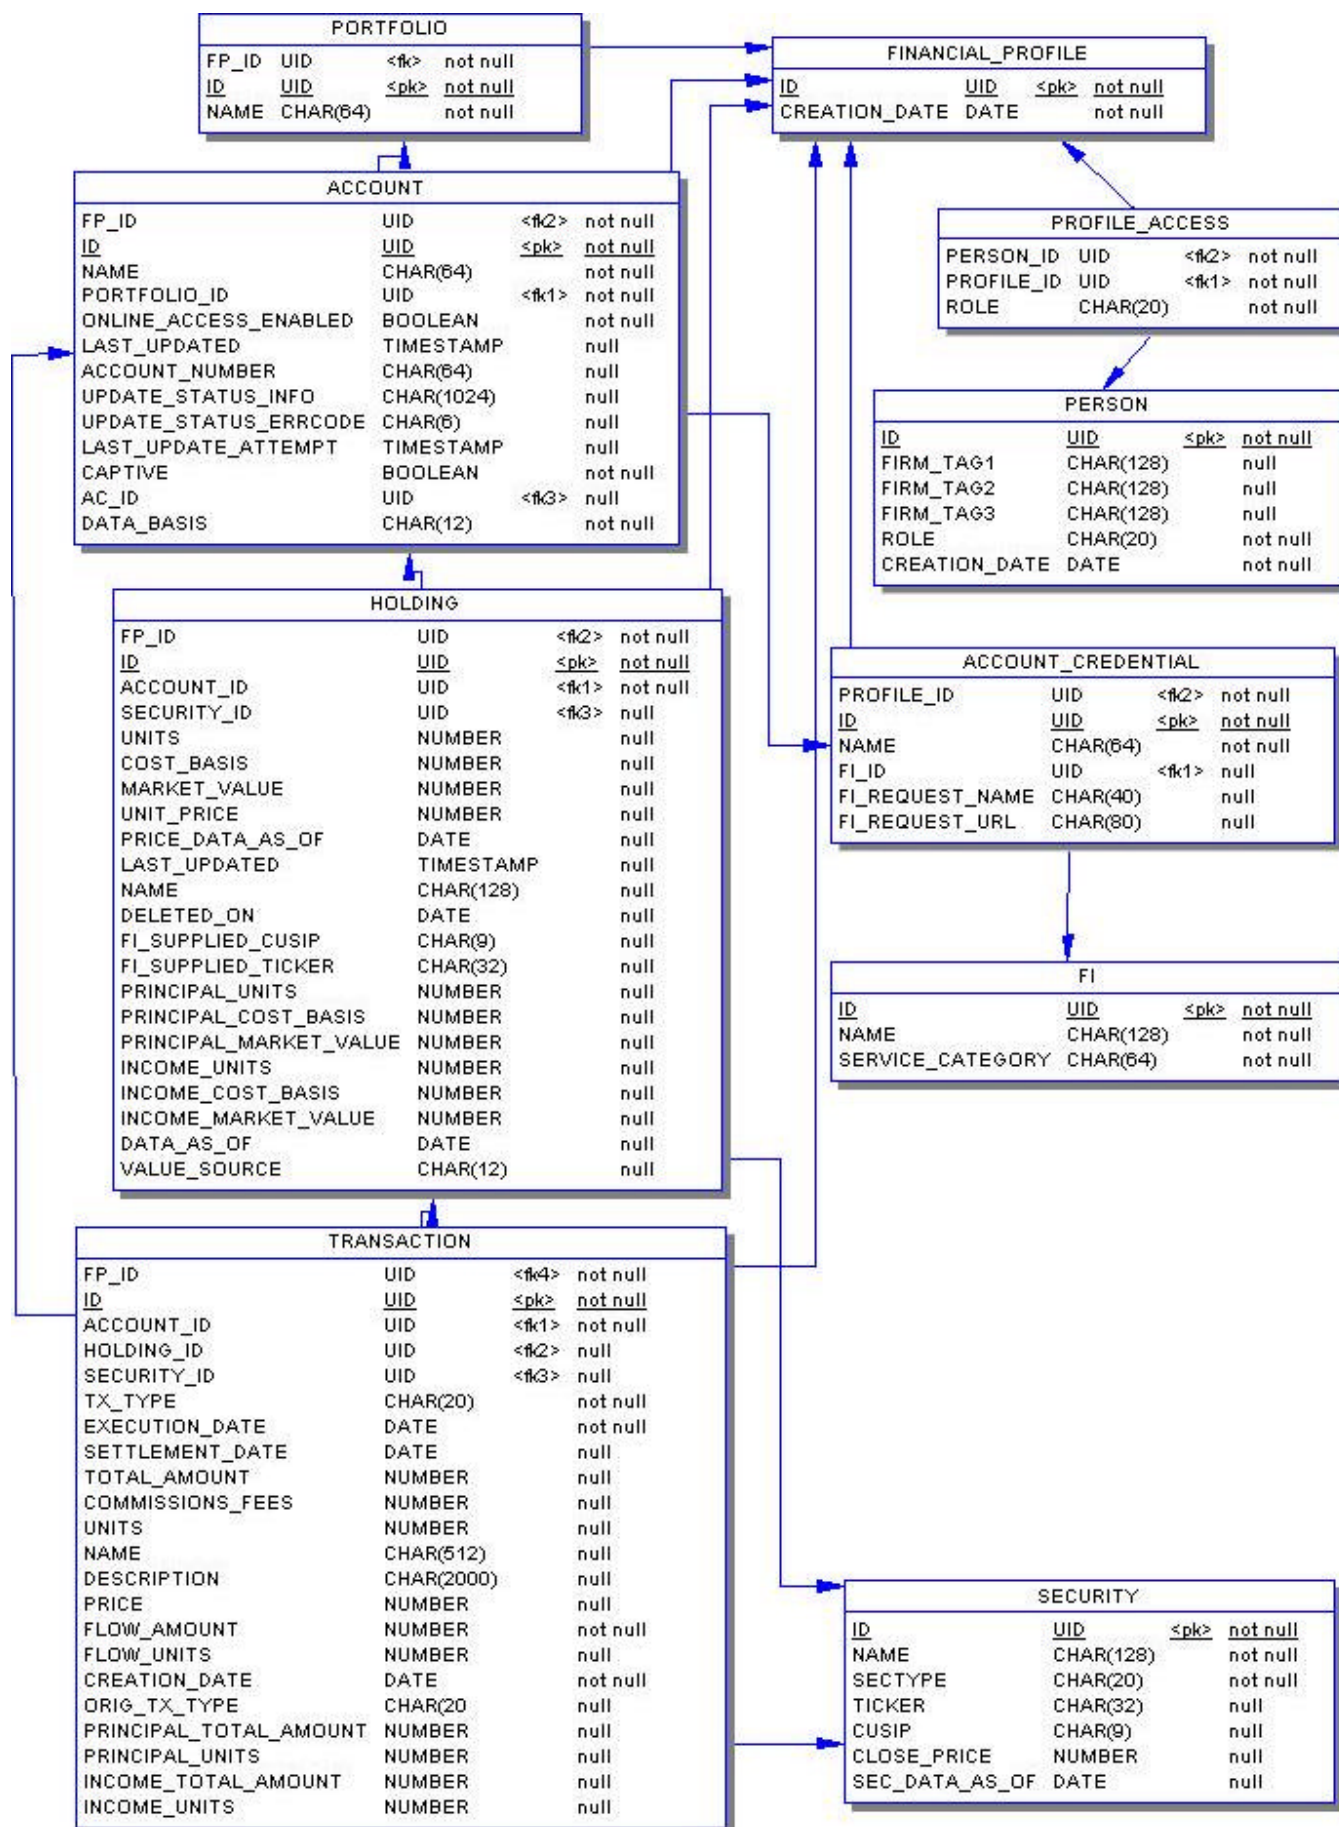 PORTFOLIO
FP_ID UID <fk> not null
ID UID <pk> not null
NAME CHAR(64) not null
FINANCIAL_PROFILE
ID UID <pk> not null
CREATION_DATE DATE not null
ACCOUNT
FP_ID UID <fk2> not null
ID UID <pk> not null
NAME CHAR(64) not null
PORTFOLIO_ID UID <fk1> not null
ONLINE_ACCESS_ENABLED BOOLEAN not null
LAST_UPDATED TIMESTAMP null
ACCOUNT_NUMBER CHAR(64) null
UPDATE_STATUS_INFO CHAR(1024) null
UPDATE_STATUS_ERRCODE CHAR(6) null
LAST_UPDATE_ATTEMPT TIMESTAMP null
CAPTIVE BOOLEAN not null
AC_ID UID <fk3> null
DATA_BASIS CHAR(12) not null
PROFILE_ACCESS
PERSON_ID UID <fk2> not null
PROFILE_ID UID <fk1> not null
ROLE CHAR(20) not null
PERSON
ID UID <pk> not null
FIRM_TAG1 CHAR(128) null
FIRM_TAG2 CHAR(128) null
FIRM_TAG3 CHAR(128) null
ROLE CHAR(20) not null
CREATION_DATE DATE not null
HOLDING
FP_ID UID <fk2> not null
ID UID <pk> not null
ACCOUNT_ID UID <fk1> not null
SECURITY_ID UID <fk3> null
UNITS NUMBER null
COST_BASIS NUMBER null
MARKET_VALUE NUMBER null
UNIT_PRICE NUMBER null
PRICE_DATA_AS_OF DATE null
LAST_UPDATED TIMESTAMP null
NAME CHAR(128) null
DELETED_ON DATE null
FI_SUPPLIED_CUSIP CHAR(9) null
FI_SUPPLIED_TICKER CHAR(32) null
PRINCIPAL_UNITS NUMBER null
PRINCIPAL_COST_BASIS NUMBER null
PRINCIPAL_MARKET_VALUE NUMBER null
INCOME_UNITS NUMBER null
INCOME_COST_BASIS NUMBER null
INCOME_MARKET_VALUE NUMBER null
DATA_AS_OF DATE null
VALUE_SOURCE CHAR(12) null
ACCOUNT_CREDENTIAL
PROFILE_ID UID <fk2> not null
ID UID <pk> not null
NAME CHAR(64) not null
FI_ID UID <fk1> null
FI_REQUEST_NAME CHAR(40) null
FI_REQUEST_URL CHAR(80) null
FI
ID UID <pk> not null
NAME CHAR(128) not null
SERVICE_CATEGORY CHAR(64) not null
TRANSACTION
FP_ID UID <fk4> not null
ID UID <pk> not null
ACCOUNT_ID UID <fk1> not null
HOLDING_ID UID <fk2> null
SECURITY_ID UID <fk3> null
TX_TYPE CHAR(20) not null
EXECUTION_DATE DATE not null
SETTLEMENT_DATE DATE null
TOTAL_AMOUNT NUMBER null
COMMISSIONS_FEES NUMBER null
UNITS NUMBER null
NAME CHAR(512) null
DESCRIPTION CHAR(2000) null
PRICE NUMBER null
FLOW_AMOUNT NUMBER not null
FLOW_UNITS NUMBER null
CREATION_DATE DATE not null
ORIG_TX_TYPE CHAR(20 null
PRINCIPAL_TOTAL_AMOUNT NUMBER null
PRINCIPAL_UNITS NUMBER null
INCOME_TOTAL_AMOUNT NUMBER null
INCOME_UNITS NUMBER null
SECURITY
ID UID <pk> not null
NAME CHAR(128) not null
SECTYPE CHAR(20) not null
TICKER CHAR(32) null
CUSIP CHAR(9) null
CLOSE_PRICE NUMBER null
SEC_DATA_AS_OF DATE null